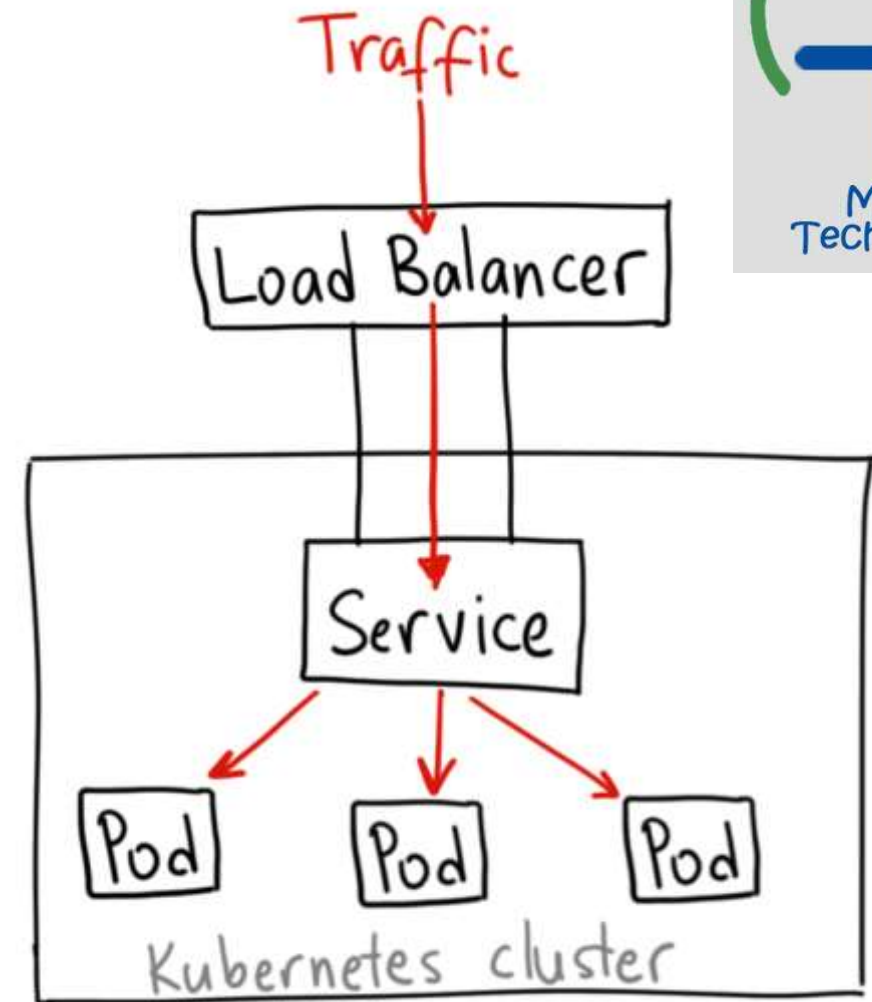 Traffic
Load Balancer
Service
Pod Pod Pod
Kubernetes cluster